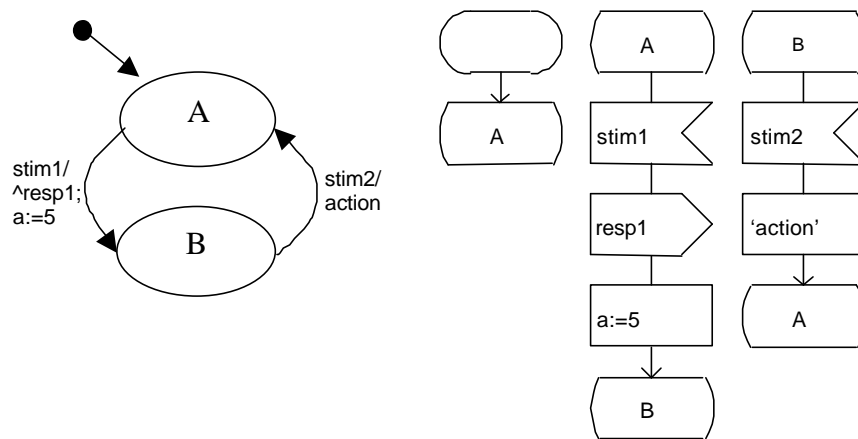 A
stim1/
^resp1;
a:=5
stim2/
action
B
A
A
stim1
resp1
a:=5
B
B
stim2
‘action’
A